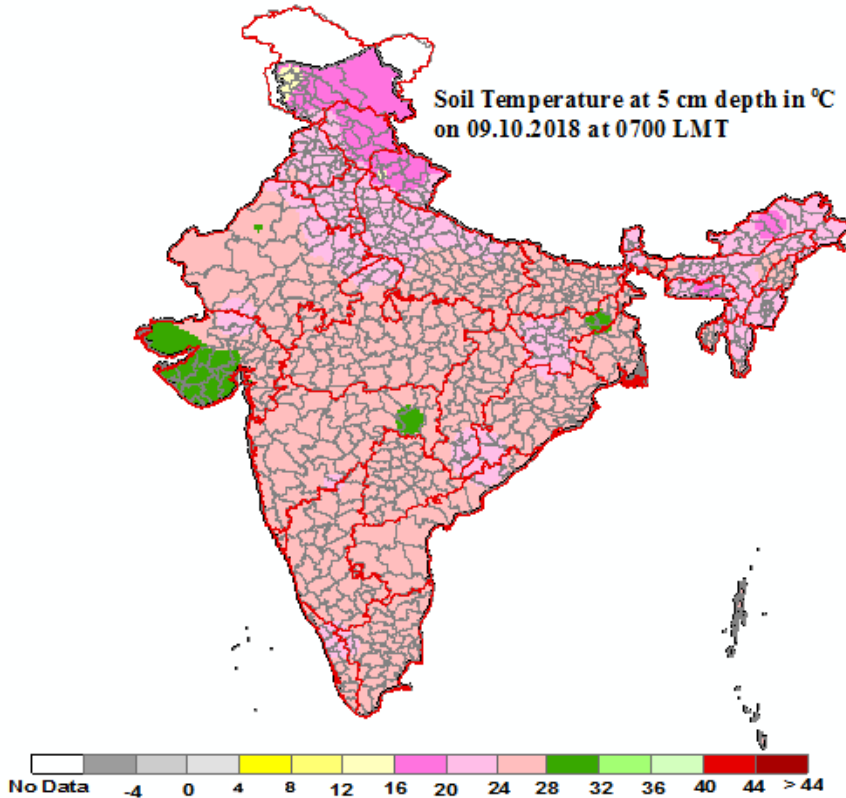 Soil Temperature at 5 cm depth in ⁰C
on 09.10.2018 at 0700 LMT
No Data -4 0 4 8 12 16 20 24 28 32 36 40 44 > 44